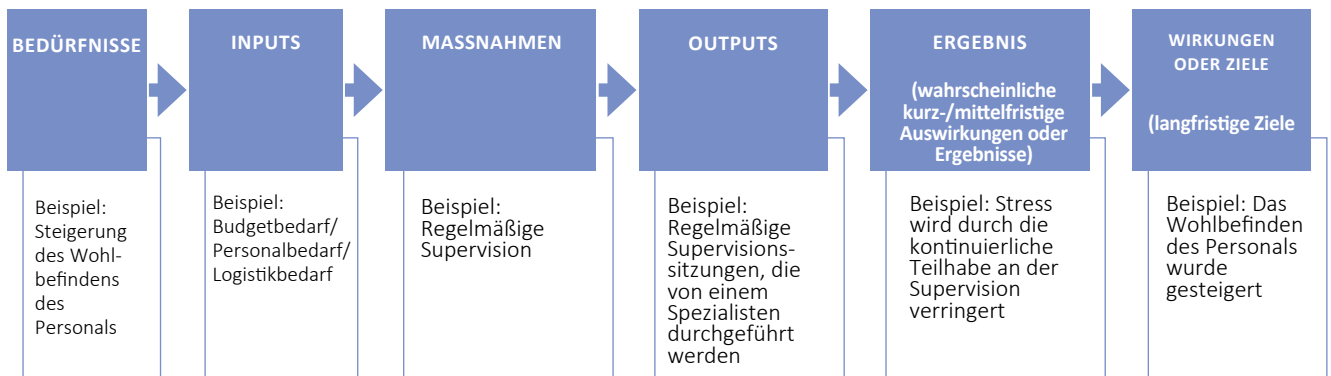 BEDÜRFNISSE
INPUTS
MASSNAHMEN
OUTPUTS
ERGEBNIS
(wahrscheinliche
kurz-/mittelfristige
Auswirkungen oder
Ergebnisse)
WIRKUNGEN
ODER ZIELE
(langfristige Ziele
Beispiel:
Steigerung
des Wohl-
befindens
des
Personals
Beispiel:
Budgetbedarf/
Personalbedarf/
Logistikbedarf
Beispiel:
Regelmäßige
Supervision
Beispiel:
Regelmäßige
Supervisions-
sitzungen, die
von einem
Spezialisten
durchgeführt
werden
Beispiel: Stress
wird durch die
kontinuierliche
Teilhabe an der
Supervision
verringert
Beispiel: Das
Wohlbefinden
des Personals
wurde
gesteigert